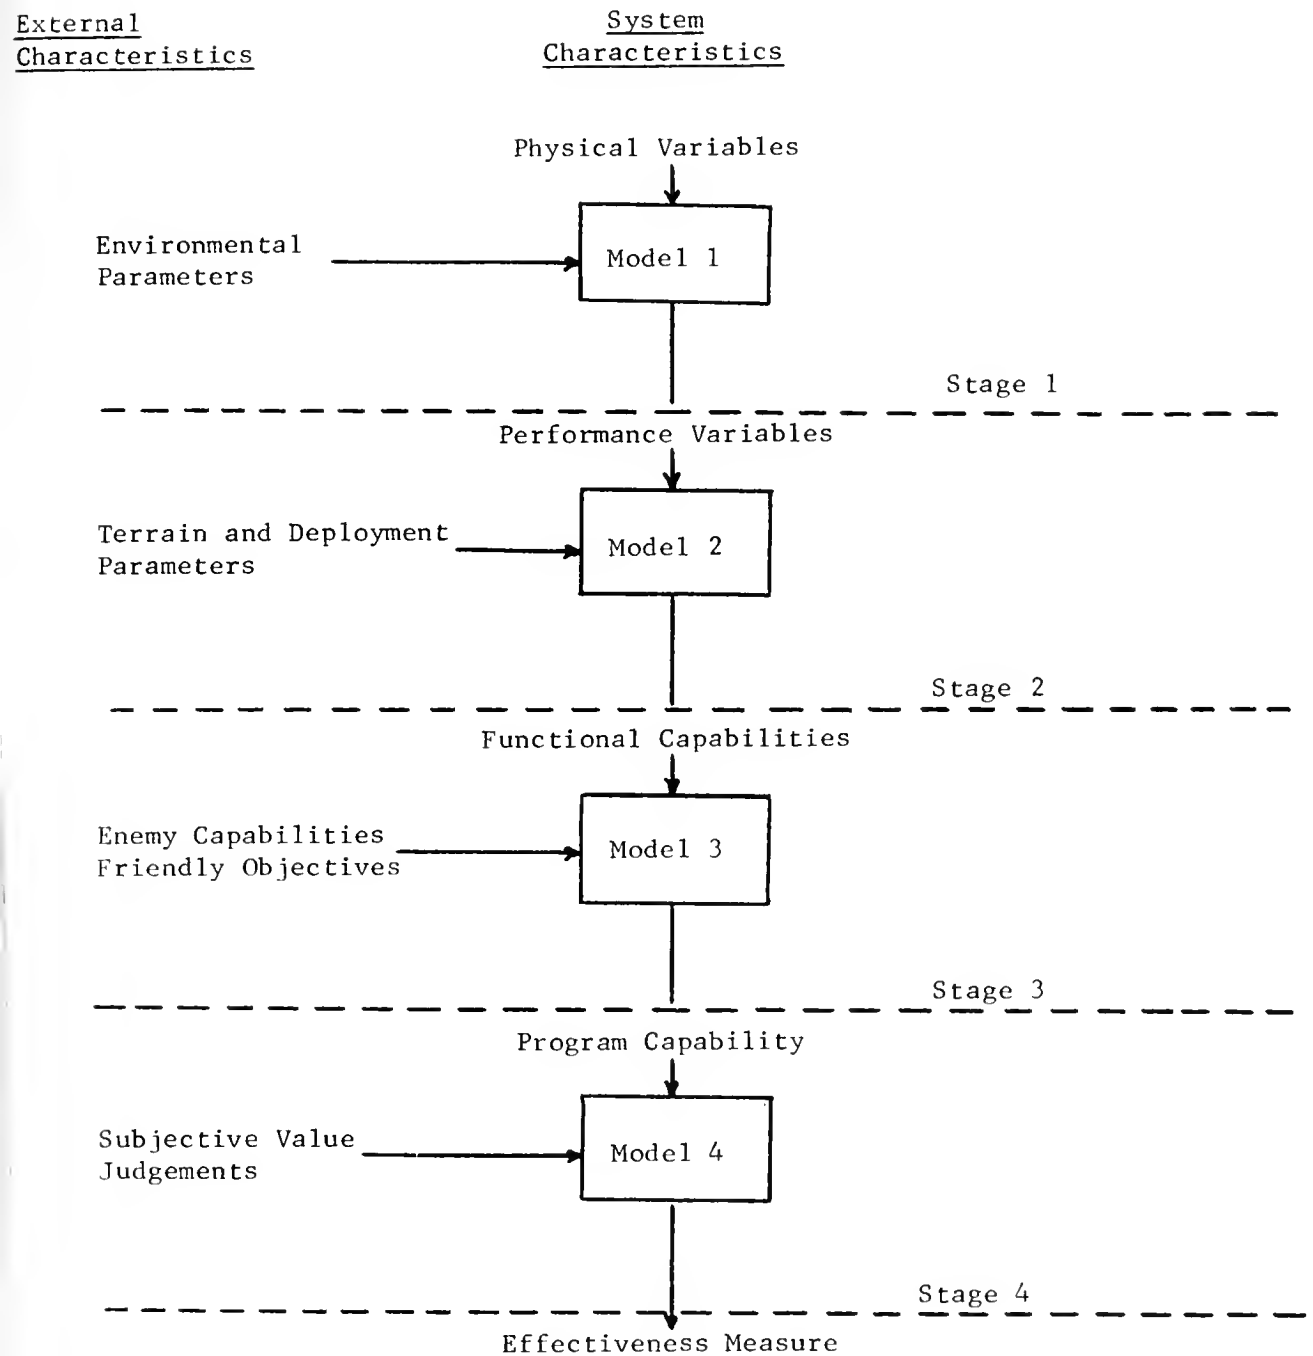 External
Characteristics
System
Characteristics
Physical Variables
Environmental
Parameters
Model 1
Stage 1
Performance Variables
Terrain and Deployment
Parameters
Model 2
Stage 2
Functional Capabilities
Enemy Capabilities
Friendly Objectives
Model 3
Stage 3
Program Capability
Subjective Value
Judgements
Model 4
Stage 4
Effectiveness Measure